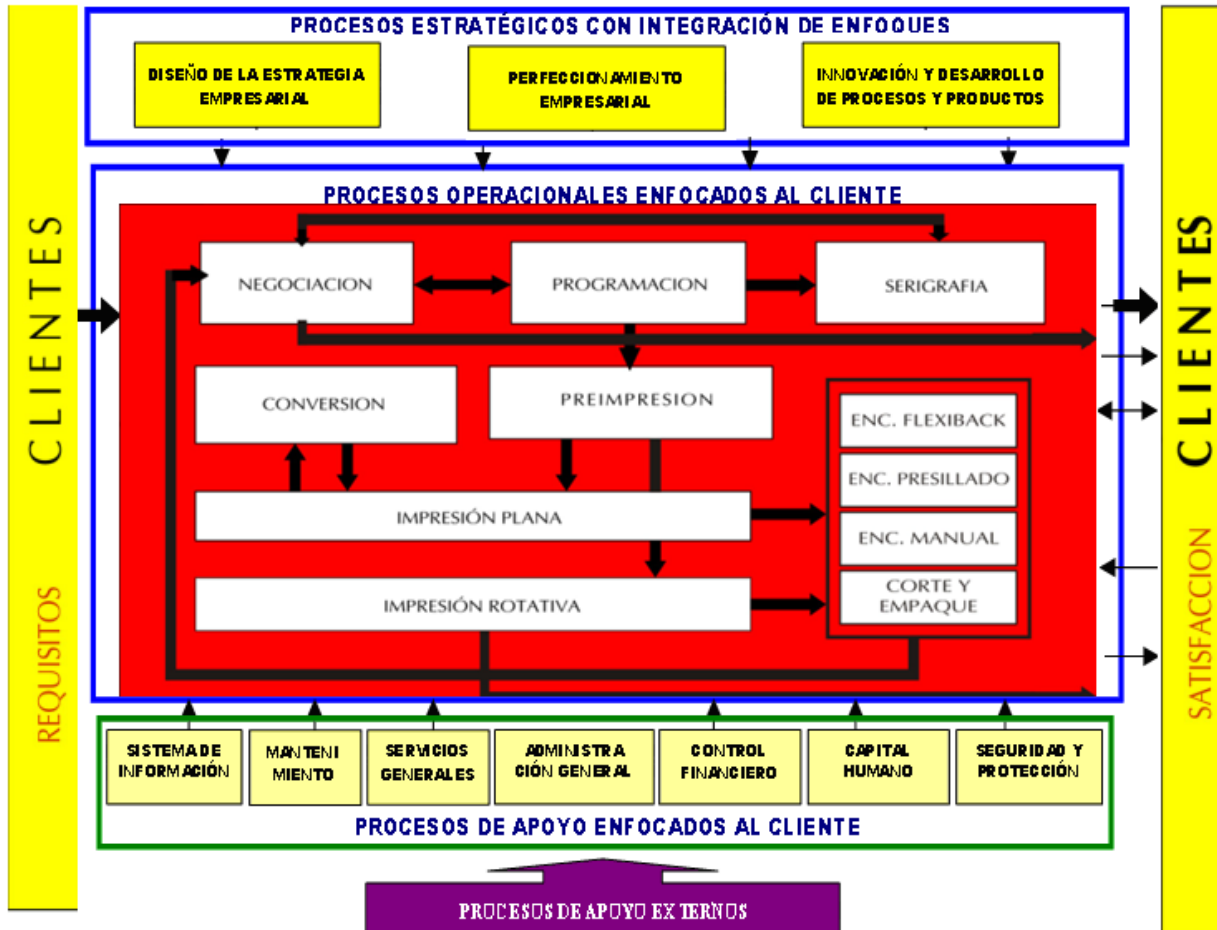 PROCESOS ESTRATÉGICOS CON INTEGRACIÓN DE ENFOQUES
DISEÑO DE LA ESTRATEGIA
EMPRESARIAL
PERFECCIONAMIENTO
EMPRESARIAL
INNOVACIÓN Y DESARROLLO
DE PROCESOS Y PRODUCTOS
CLIENTES
REQUISITOS
PROCESOS OPERACIONALES ENFOCADOS AL CLIENTE
NEGOCIACION
PROGRAMACION
SERIGRAFIA
CONVERSION
PREIMPRESION
IMPRESIÓN PLANA
IMPRESIÓN ROTATIVA
ENC. FLEXIBACK
ENC. PRESILLADO
ENC. MANUAL
CORTE Y
EMPAQUE
CLIENTES
SATISFACCION
SISTEMA DE
INFORMACIÓN
MANTENI
MIENTO
SERVICIOS
GENERALES
ADMINISTRA
CIÓN GENERAL
CONTROL
FINANCIERO
CAPITAL
HUMANO
SEGURIDAD Y
PROTECCIÓN
PROCESOS DE APOYO ENFOCADOS AL CLIENTE
PROCESOS DE APOYO EXTERNOS